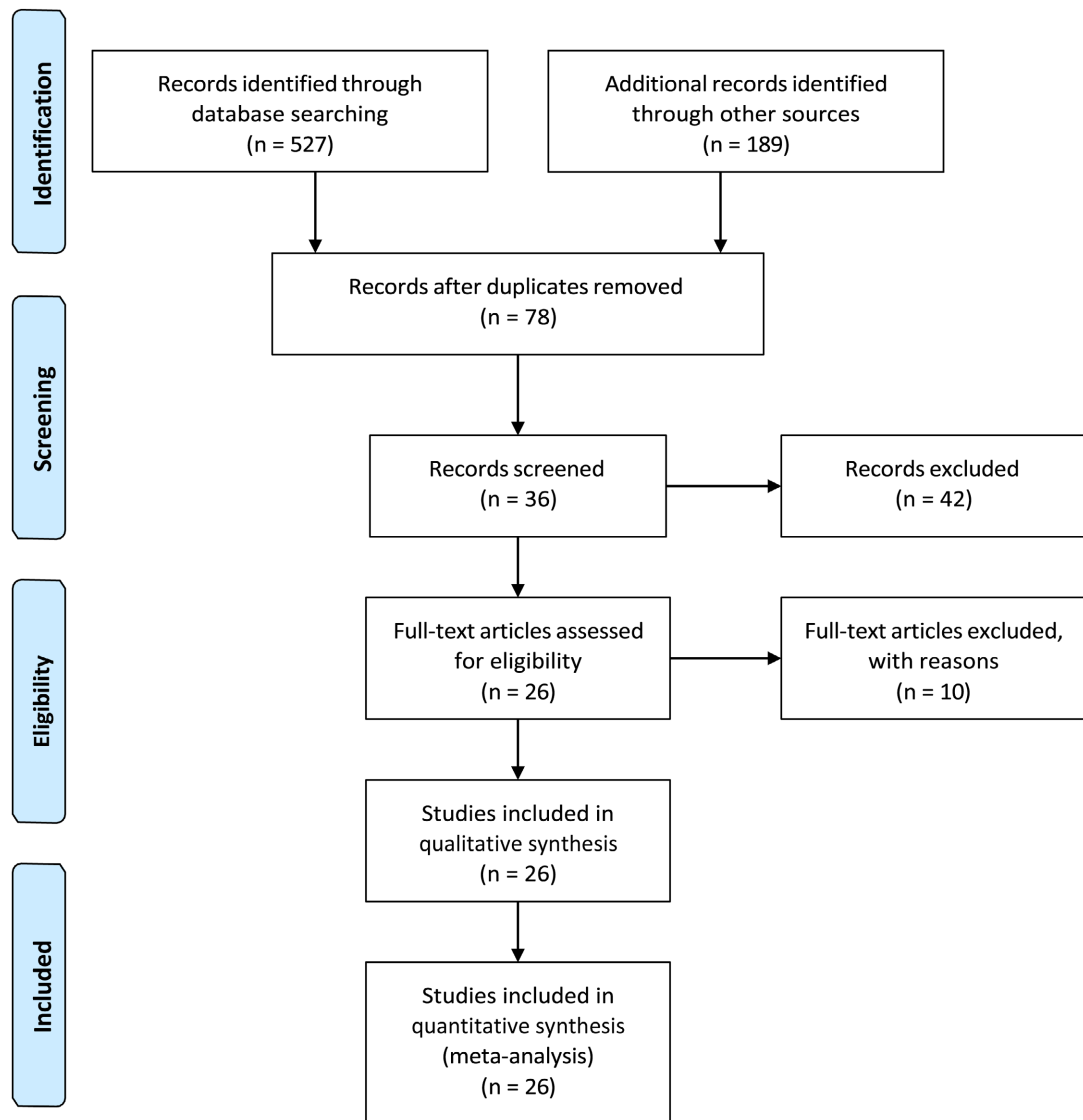 Identification
Records identified through
database searching
(n = 527)
Additional records identified
through other sources
(n = 189)
Records after duplicates removed
(n = 78)
Screening
Records screened
(n = 36)
Records excluded
(n = 42)
Eligibility
Full-text articles assessed
for eligibility
(n = 26)
Full-text articles excluded,
with reasons
(n = 10)
Studies included in
qualitative synthesis
(n = 26)
Included
Studies included in
quantitative synthesis
(meta-analysis)
(n = 26)